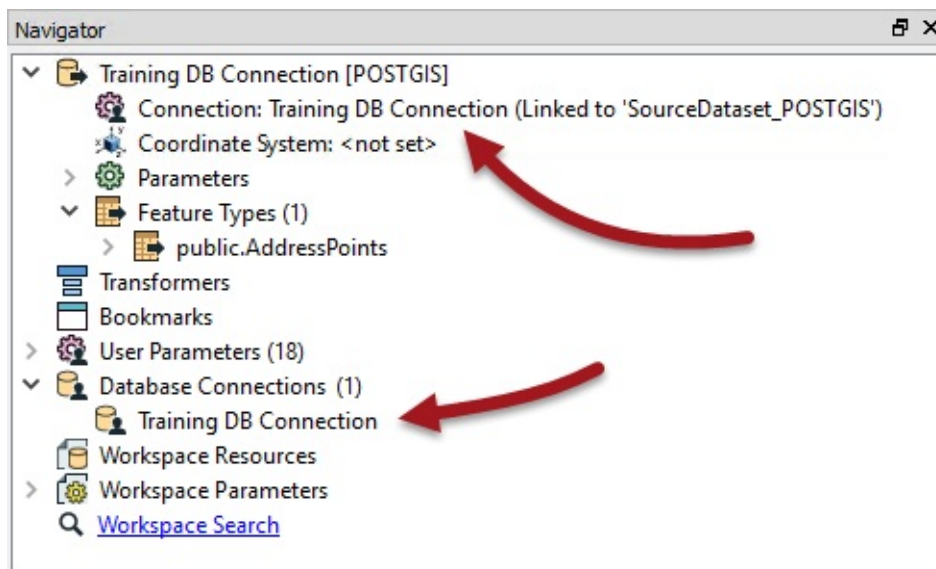 Navigator
Training DB Connection [POSTGIS]
Connection: Training DB Connection (Linked to 'SourceDataset_POSTGIS')
Coordinate System: <not set>
Parameters
Feature Types (1)
public.AddressPoints
Transformers
Bookmarks
User Parameters (18)
Database Connections (1)
Training DB Connection
Workspace Resources
Workspace Parameters
Workspace Search